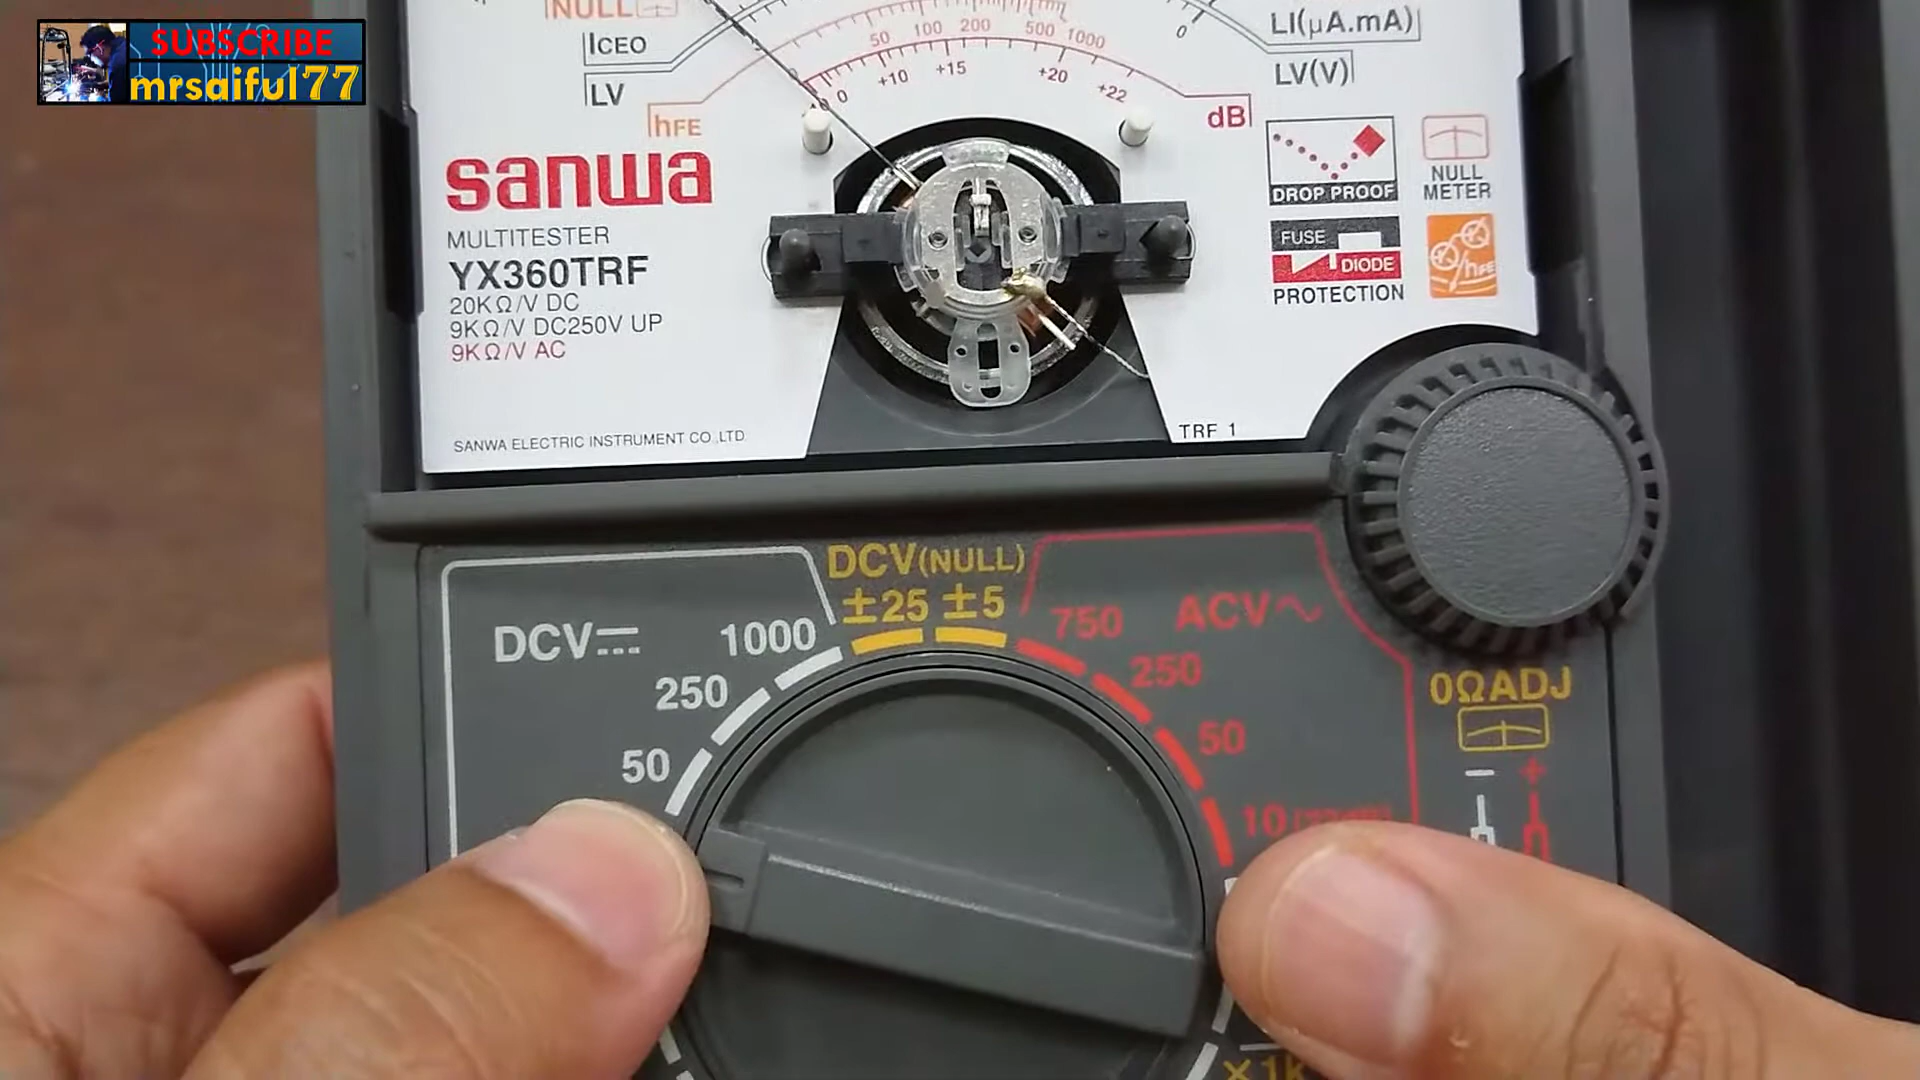 SUBSCRIBE
mrsaiful77
NULL
ICEO
LV
hFE
50 100 200 500 1000
0 +10 +15 +20 +22
0
LI(μA.mA)
LV(V)
dB
sanwa
MULTITESTER
YX360TRF
20KΩ/V DC
9KΩ/V DC250V UP
9KΩ/V AC
SANWA ELECTRIC INSTRUMENT CO.,LTD.
DROP PROOF
NULL
METER
FUSE
DIODE
PROTECTION
Ω/hFE
TRF 1
DCV(NULL)
±25 ±5
DCV
1000
250
50
750
ACV
250
50
10
0ΩADJ
− +
×1k